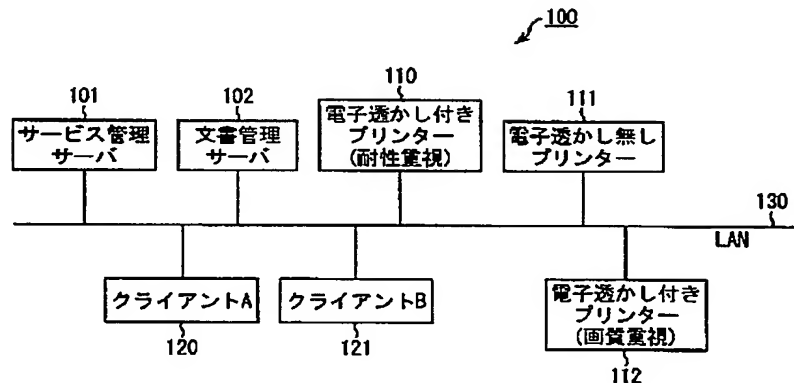 100
101
サービス管理
サーバ
102
文書管理
サーバ
110
電子透かし付き
プリンター
(耐性重視)
111
電子透かし無し
プリンター
130
LAN
クライアントA
120
クライアントB
121
電子透かし付き
プリンター
(画質重視)
112